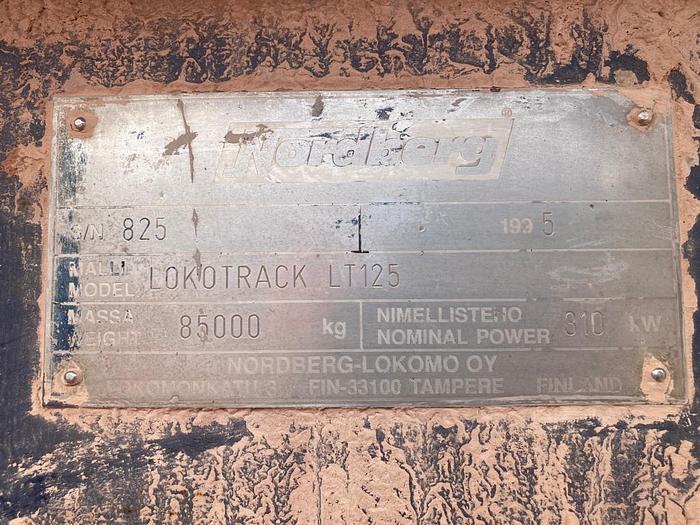 Nordberg®
S/N 825 1995
MALLI
MODEL LOKOTRACK LT125
MASSA
WEIGHT 85000 kg
NIMELLISTEHO
NOMINAL POWER 310 kW
NORDBERG-LOKOMO OY
LOKOMONKATU 3 FIN-33100 TAMPERE FINLAND